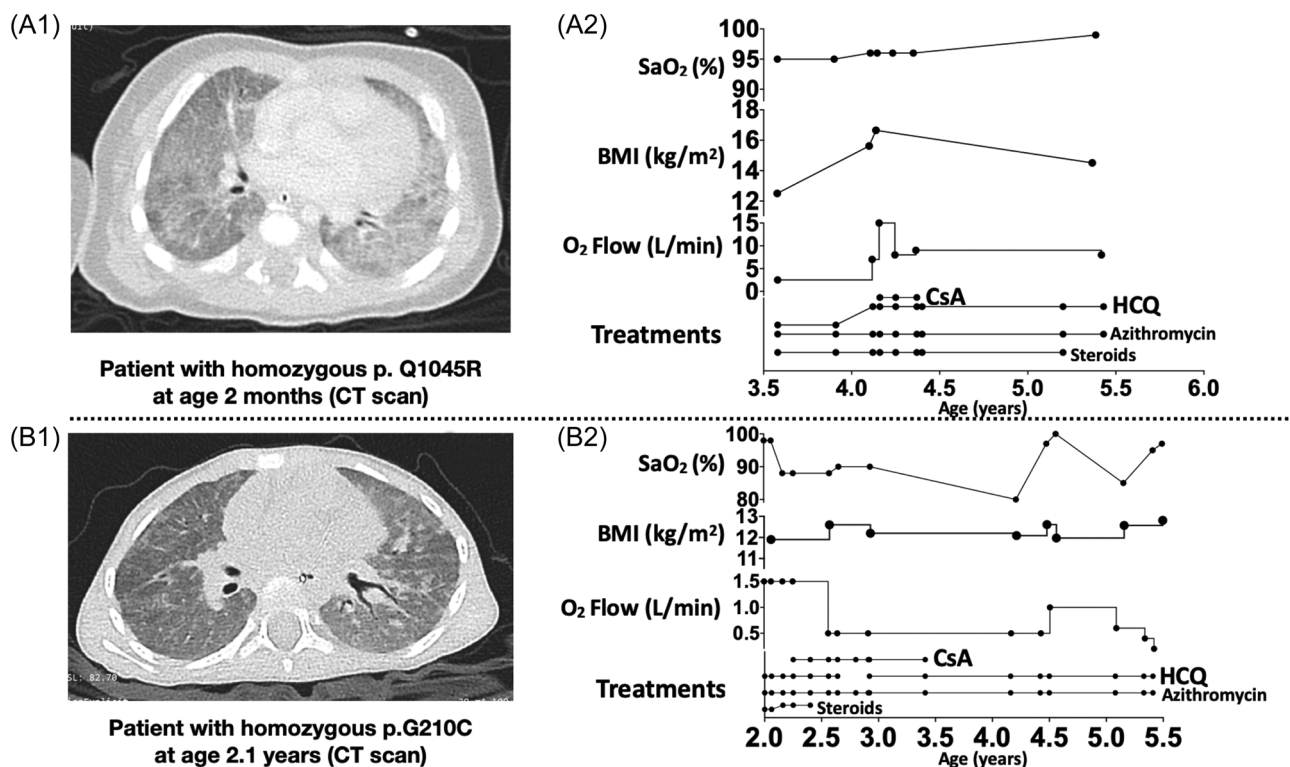 (A1)
uit)
Patient with homozygous p. Q1045R
at age 2 months (CT scan)
(A2)
100
SaO2 (%)
95
90
18
16
BMI (kg/m²)
14
12
15
O2 Flow (L/min)
10
5
0
CsA
HCQ
Treatments
Azithromycin
Steroids
3.5 4.0 4.5 5.0 5.5 6.0
Age (years)
(B1)
SL: 82.70
Patient with homozygous p.G210C
at age 2.1 years (CT scan)
(B2)
100
SaO2 (%)
90
80
13
BMI (kg/m²)
12
11
1.5
O2 Flow (L/min)
1.0
0.5
CsA
HCQ
Treatments
Azithromycin
Steroids
2.0 2.5 3.0 3.5 4.0 4.5 5.0 5.5
Age (years)